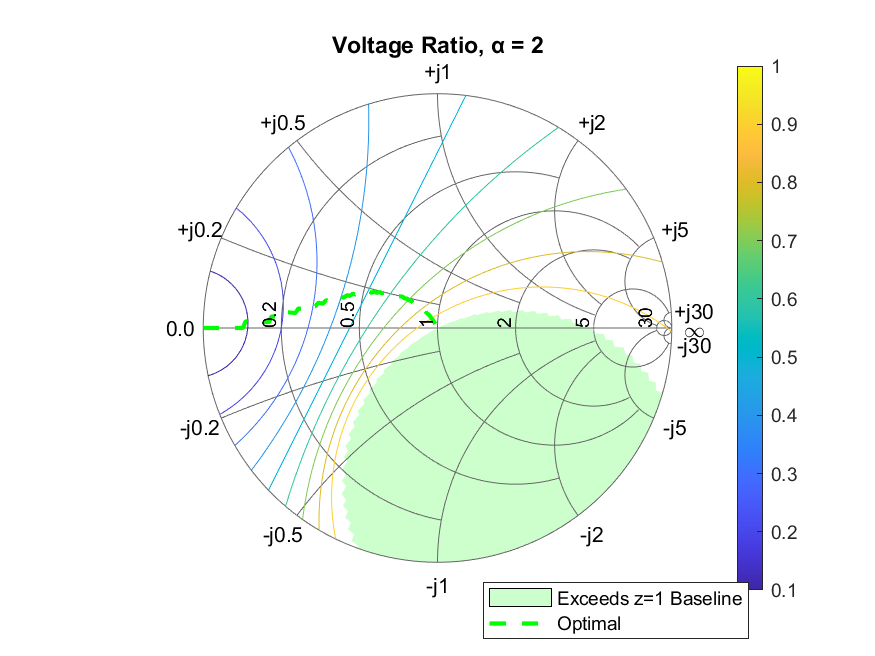 Voltage Ratio, α = 2
+j1
+j0.5
+j2
+j0.2
+j5
0.0
0.2
0.5
1
2
5
30
+j30
∞
-j30
-j0.2
-j5
-j0.5
-j2
-j1
1
0.9
0.8
0.7
0.6
0.5
0.4
0.3
0.2
0.1
Exceeds z=1 Baseline
Optimal